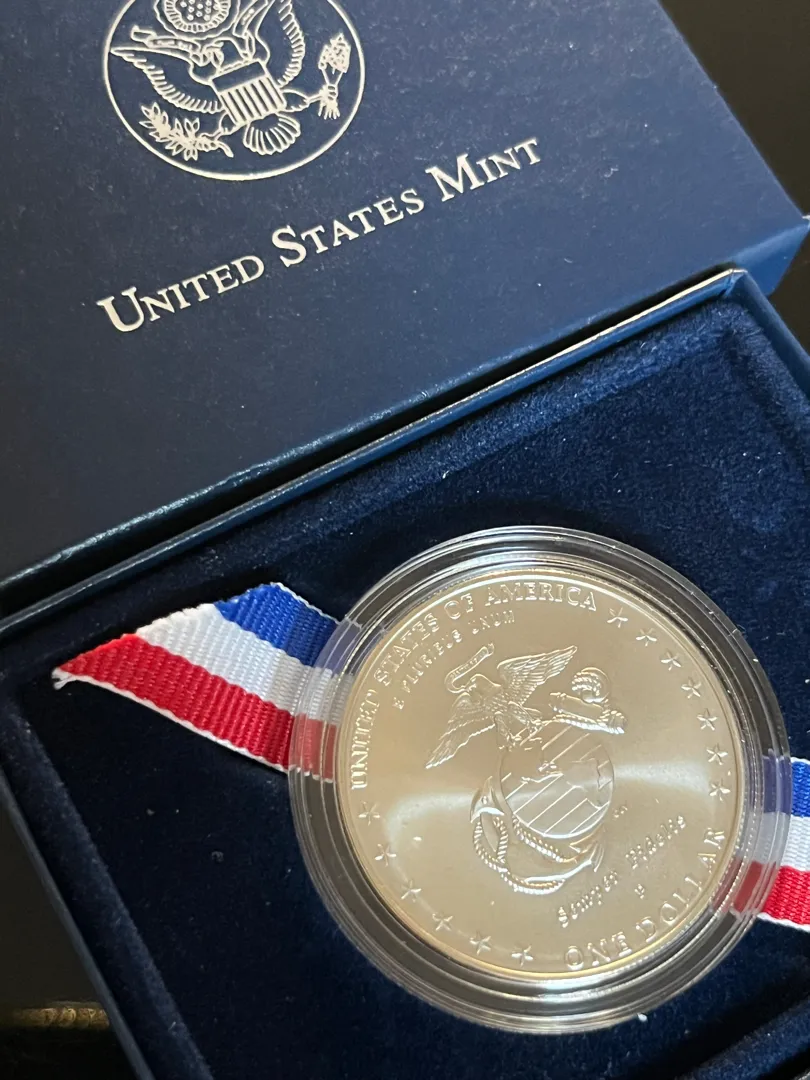 United States Mint
UNITED STATES OF AMERICA
E PLURIBUS UNUM
Semper Fidelis
P
ONE DOLLAR